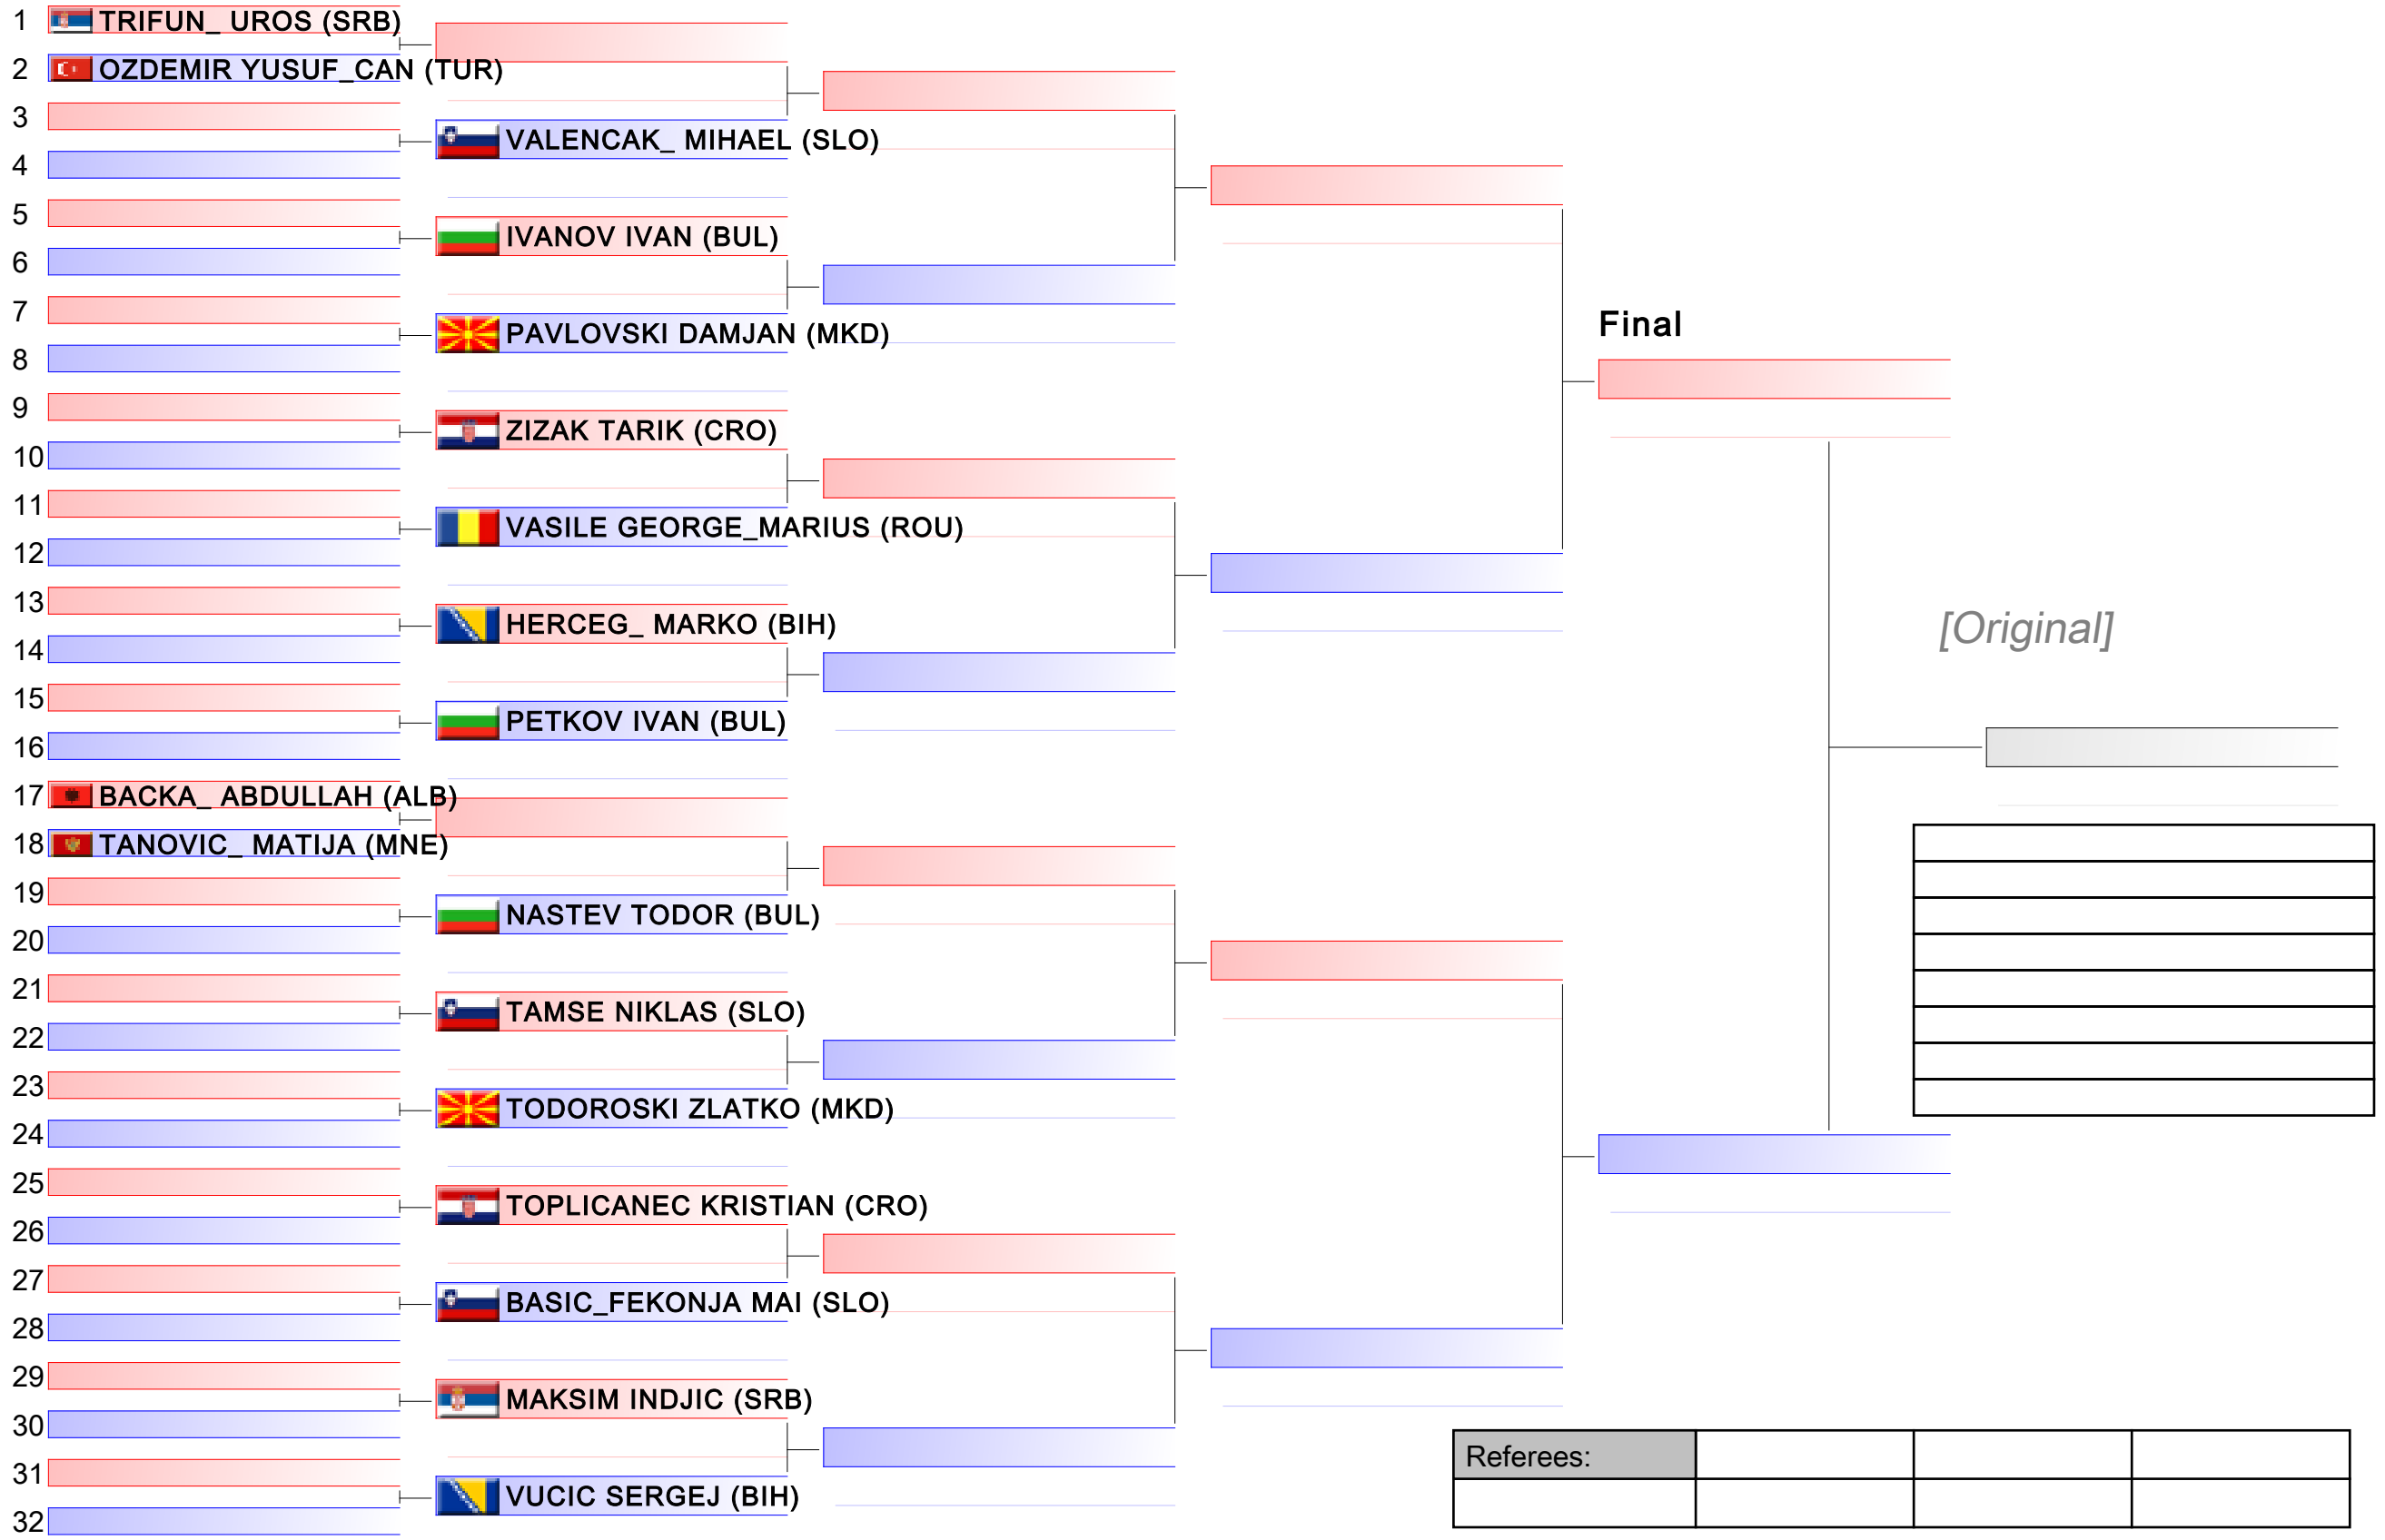 1 TRIFUN_ UROS (SRB)
2 OZDEMIR YUSUF_CAN (TUR)
3
VALENCAK_ MIHAEL (SLO)
4
5
IVANOV IVAN (BUL)
6
7
Final
PAVLOVSKI DAMJAN (MKD)
8
9
ZIZAK TARIK (CRO)
10
11
VASILE GEORGE_MARIUS (ROU)
12
13
HERCEG_ MARKO (BIH)
[Original]
14
15
PETKOV IVAN (BUL)
16
17 BACKA_ ABDULLAH (ALB)
18 TANOVIC_ MATIJA (MNE)
19
NASTEV TODOR (BUL)
20
21
TAMSE NIKLAS (SLO)
22
23
TODOROSKI ZLATKO (MKD)
24
25
TOPLICANEC KRISTIAN (CRO)
26
27
BASIC_FEKONJA MAI (SLO)
28
29
MAKSIM INDJIC (SRB)
30
Referees:
31
VUCIC SERGEJ (BIH)
32